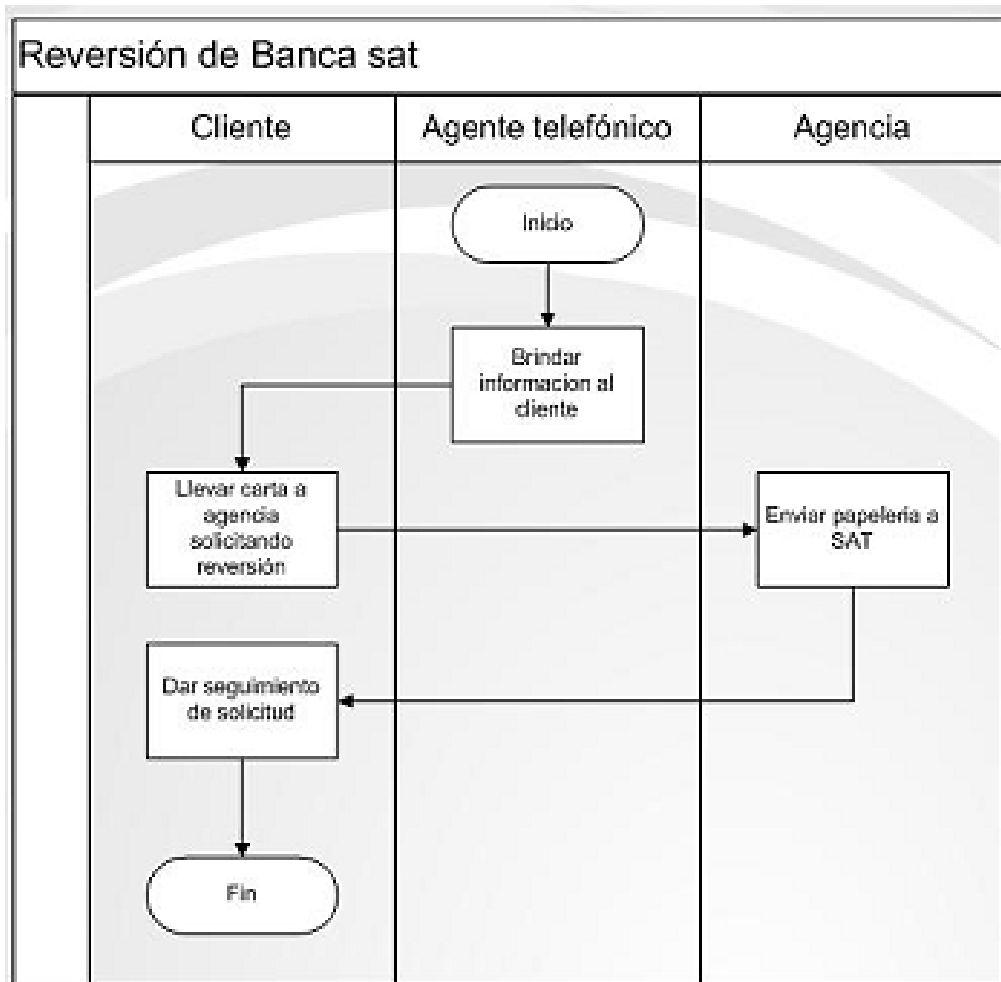 Reversión de Banca sat
Cliente
Agente telefónico
Agencia
Inicio
Brindar
informacion al
cliente
Llevar carta a
agencia
solicitando
reversión
Enviar papeleria a
SAT
Dar seguimiento
de solicitud
Fin